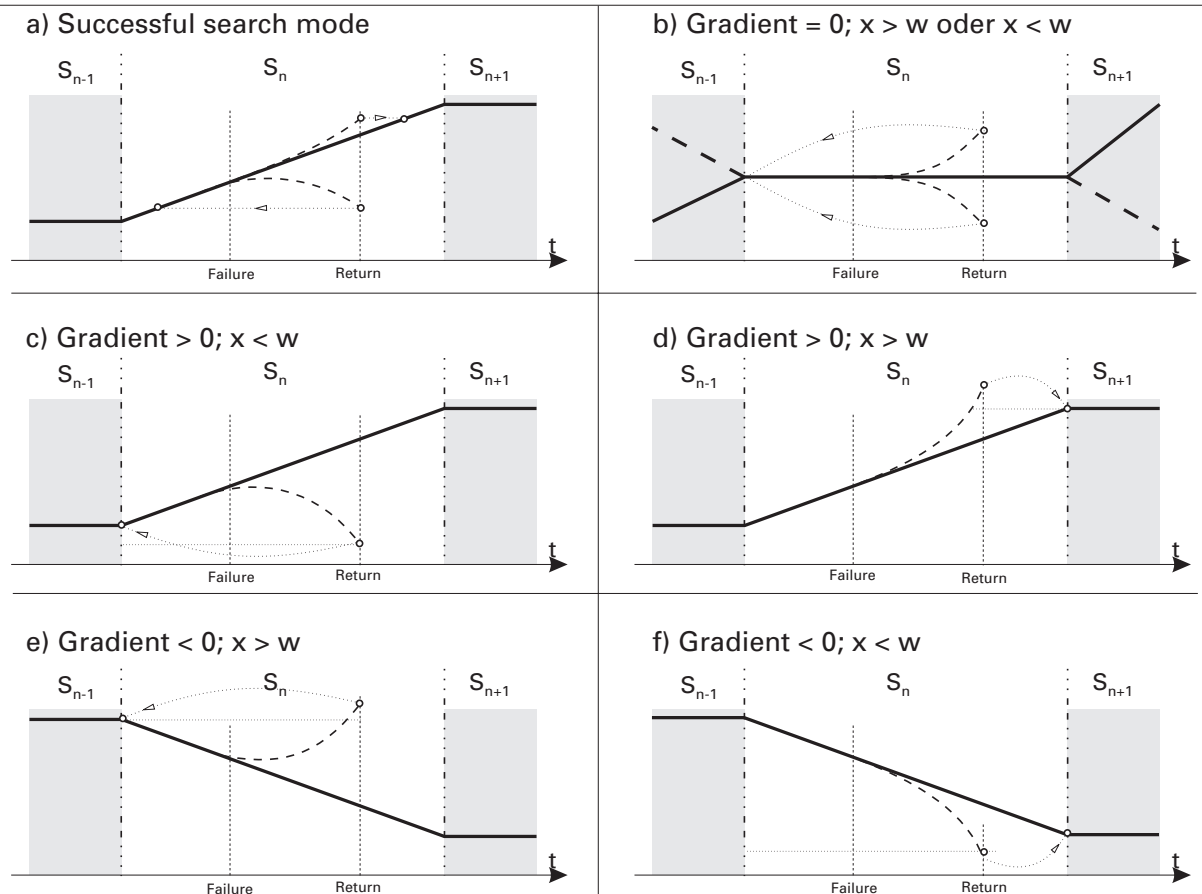 a) Successful search mode
S_{n-1} S_n S_{n+1}
t
Failure Return
b) Gradient = 0; x > w oder x < w
S_{n-1} S_n S_{n+1}
t
Failure Return
c) Gradient > 0; x < w
S_{n-1} S_n S_{n+1}
t
Failure Return
d) Gradient > 0; x > w
S_{n-1} S_n S_{n+1}
t
Failure Return
e) Gradient < 0; x > w
S_{n-1} S_n S_{n+1}
t
Failure Return
f) Gradient < 0; x < w
S_{n-1} S_n S_{n+1}
t
Failure Return